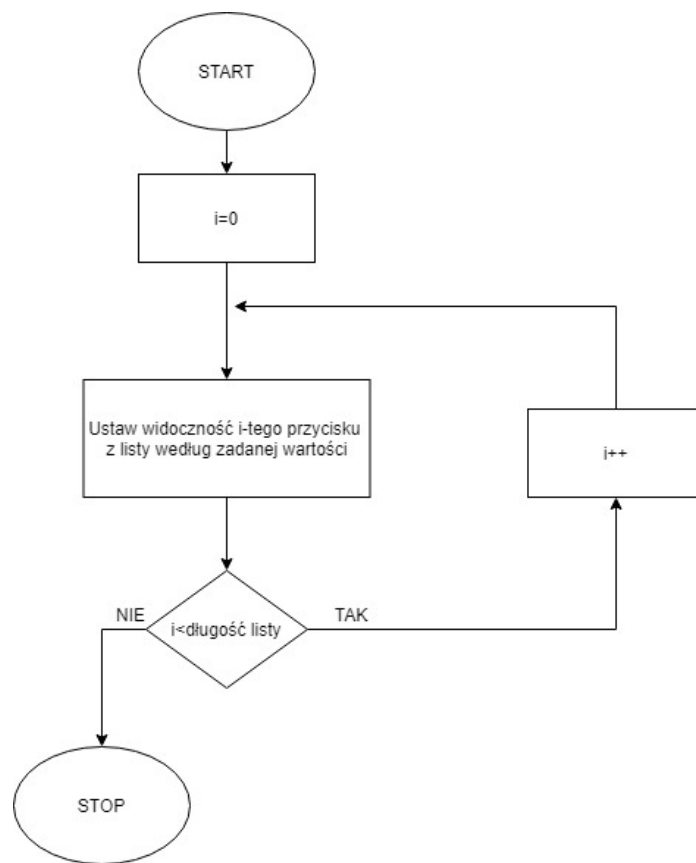 START
i=0
Ustaw widoczność i-tego przycisku
z listy według zadanej wartości
i++
NIE
i<długość listy
TAK
STOP